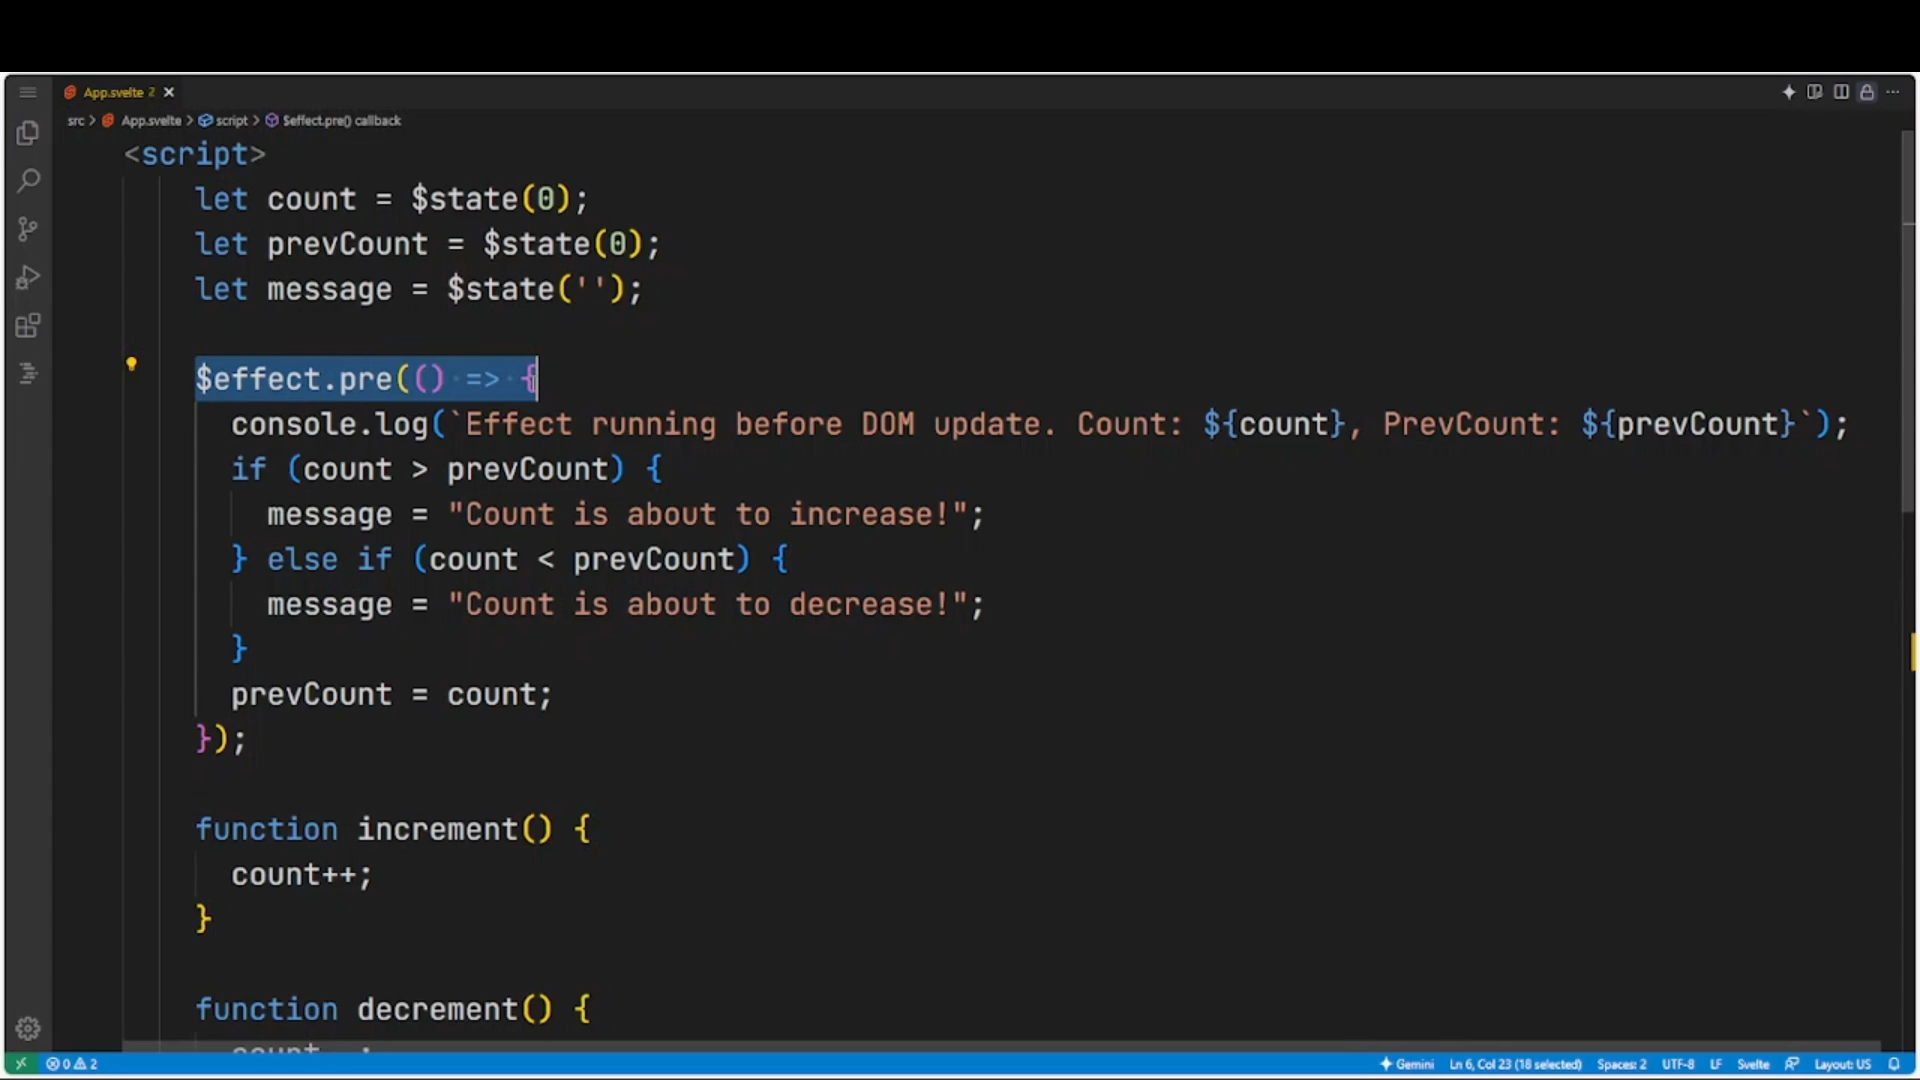 App.svelte 2
src > App.svelte > script > $effect.pre() callback
<script>
let count = $state(0);
let prevCount = $state(0);
let message = $state('');
$effect.pre(() => {
console.log(`Effect running before DOM update. Count: ${count}, PrevCount: ${prevCount}`);
if (count > prevCount) {
message = "Count is about to increase!";
} else if (count < prevCount) {
message = "Count is about to decrease!";
}
prevCount = count;
});
function increment() {
count++;
}
function decrement() {
0 2 Gemini Ln 6, Col 23 (18 selected) Spaces: 2 UTF-8 LF Svelte Layout: US